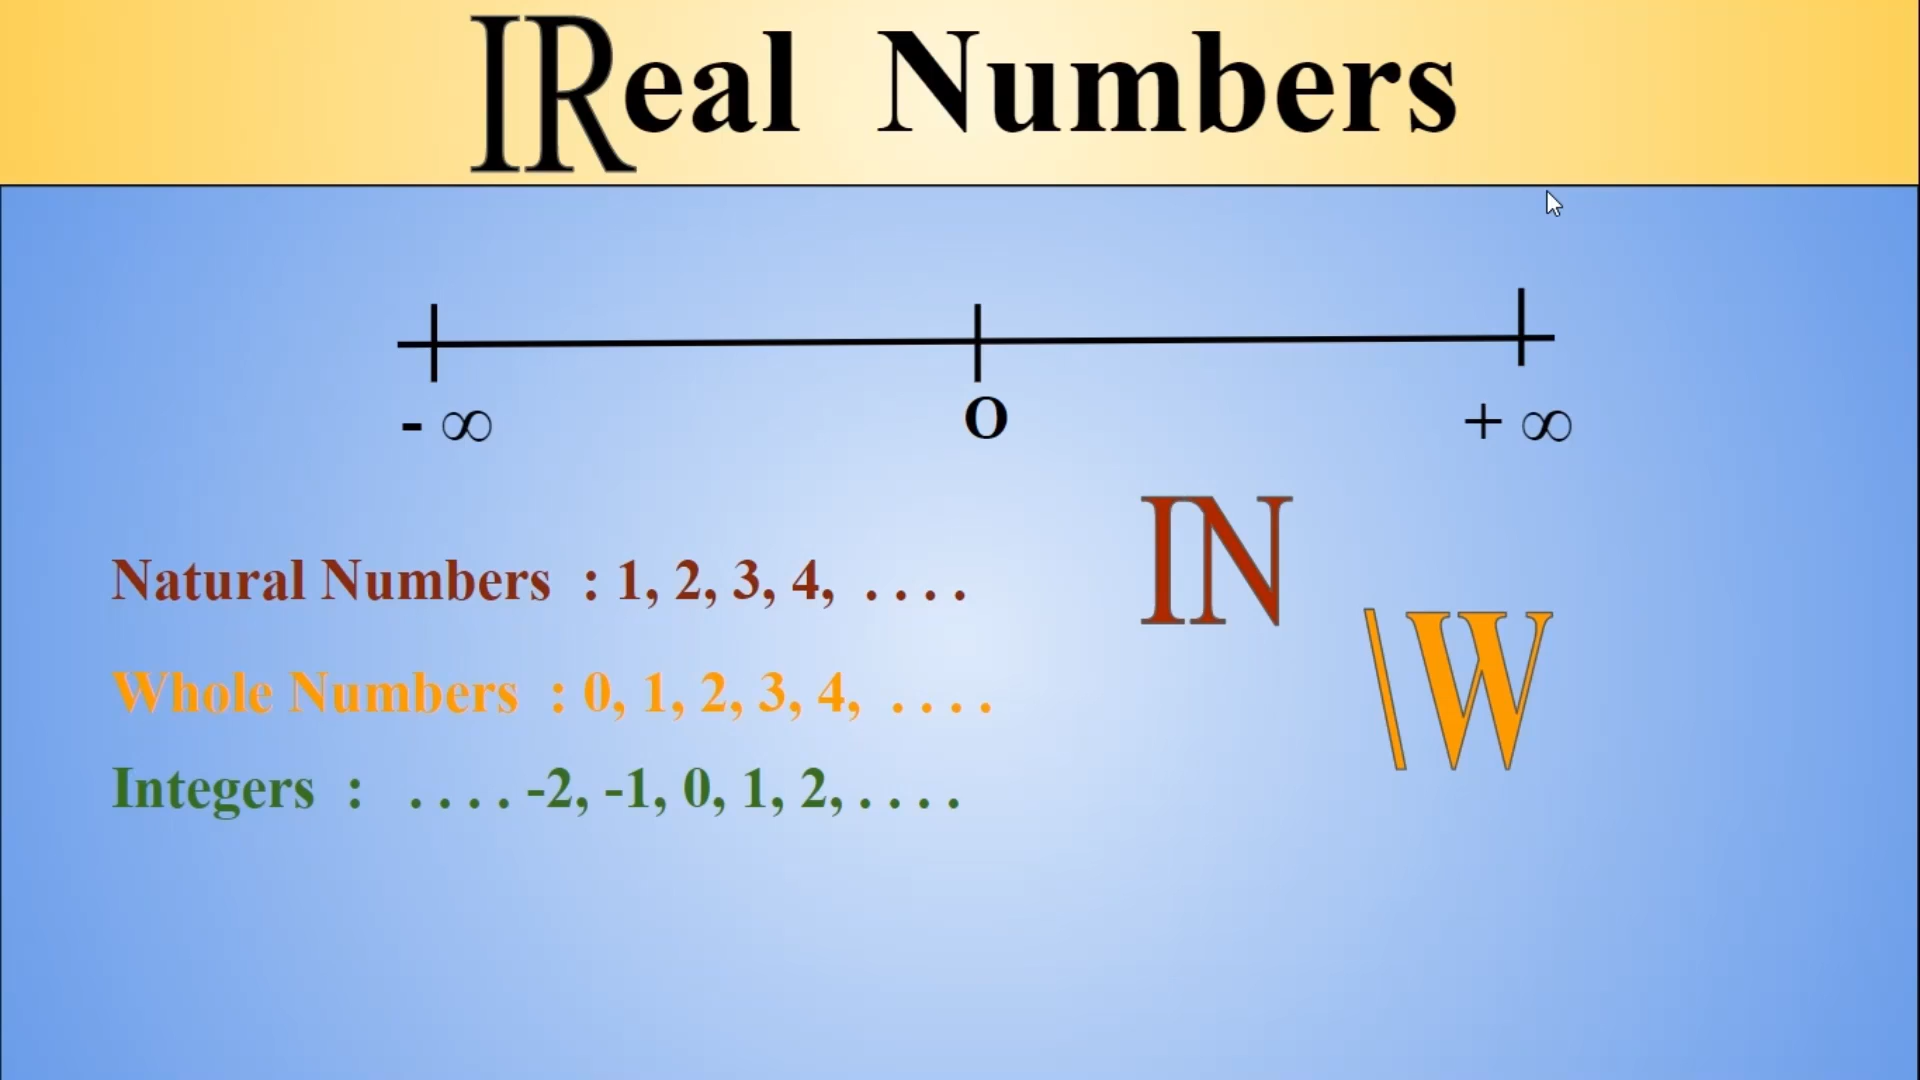 IReal Numbers
- ∞ O + ∞
IN
Natural Numbers : 1, 2, 3, 4, . . . .
\W
Whole Numbers : 0, 1, 2, 3, 4, . . . .
Integers : . . . . -2, -1, 0, 1, 2, . . . .